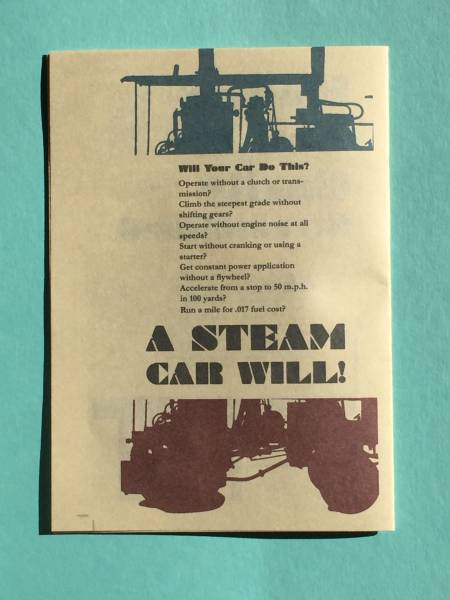 Will Your Car Do This?
Operate without a clutch or trans-
mission?
Climb the steepest grade without
shifting gears?
Operate without engine noise at all
speeds?
Start without cranking or using a
starter?
Get constant power application
without a flywheel?
Accelerate from a stop to 50 m.p.h.
in 100 yards?
Run a mile for .017 fuel cost?
A STEAM
CAR WILL!